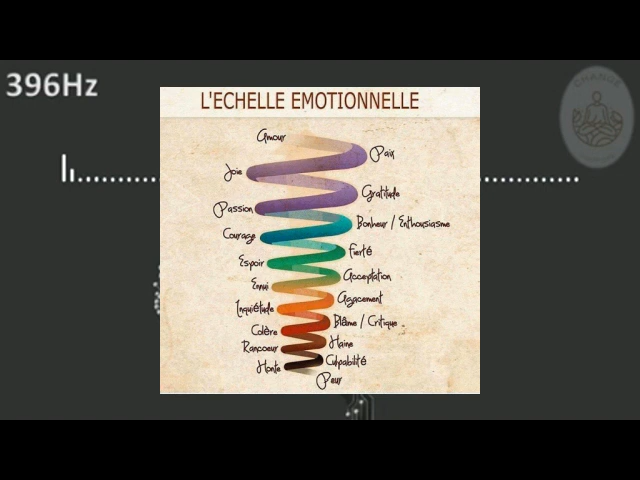 396Hz
CHANGE
L'ECHELLE EMOTIONNELLE
Amour
Paix
Joie
Gratitude
Passion
Bonheur / Enthousiasme
Courage
Fierté
Espoir
Acceptation
Ennui
Agacement
Inquiétude
Blâme / Critique
Colère
Haine
Rancoeur
Culpabilité
Honte
Peur